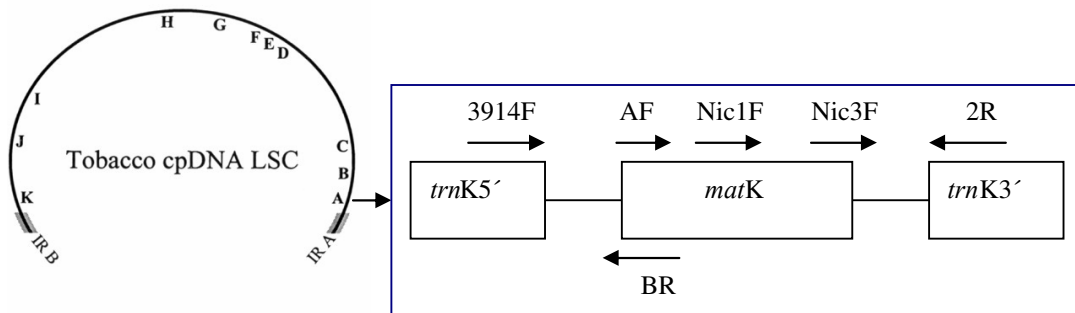 H
G
F
E
D
I
J
K
C
B
A
Tobacco cpDNA LSC
IR B
IR A
3914F
AF
Nic1F
Nic3F
2R
trnK5´
matK
trnK3´
BR